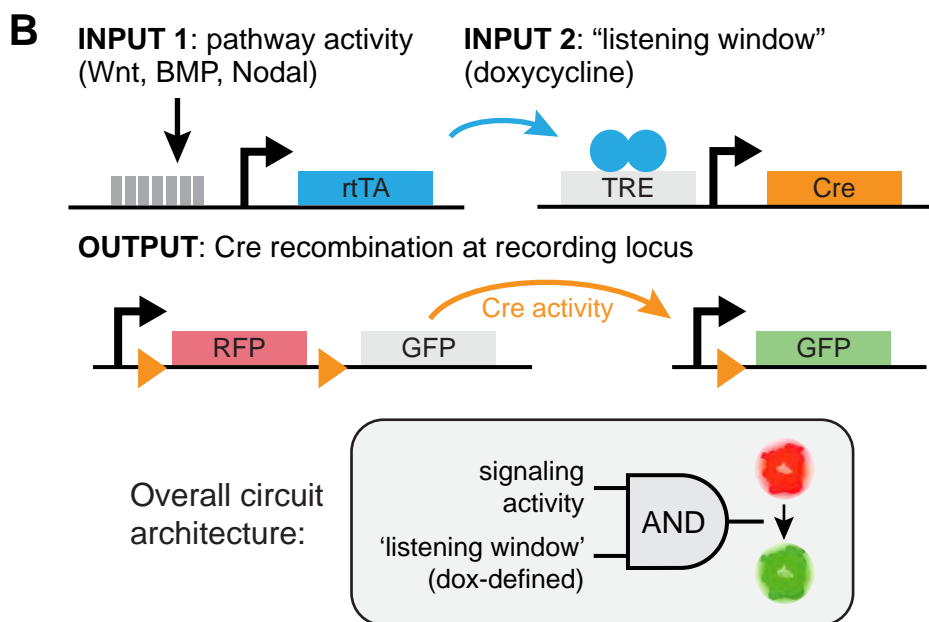 B
INPUT 1: pathway activity
(Wnt, BMP, Nodal)
INPUT 2: “listening window”
(doxycycline)
rtTA
TRE
Cre
OUTPUT: Cre recombination at recording locus
Cre activity
RFP
GFP
GFP
Overall circuit
architecture:
signaling
activity
‘listening window’
(dox-defined)
AND